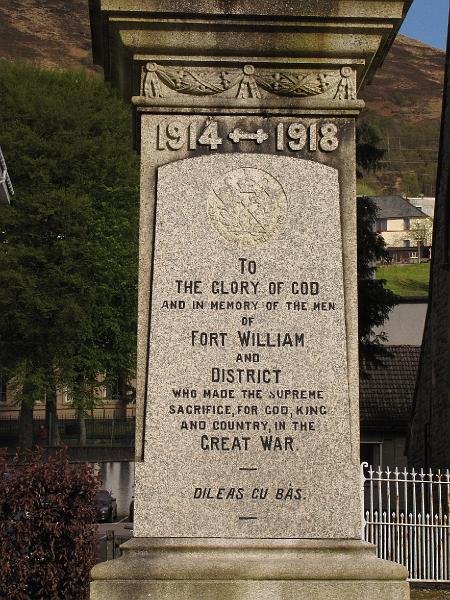 1914 1918
TO
THE GLORY OF GOD
AND IN MEMORY OF THE MEN
OF
FORT WILLIAM
AND
DISTRICT
WHO MADE THE SUPREME
SACRIFICE, FOR GOD, KING
AND COUNTRY, IN THE
GREAT WAR.
DILEAS GU BÀS.